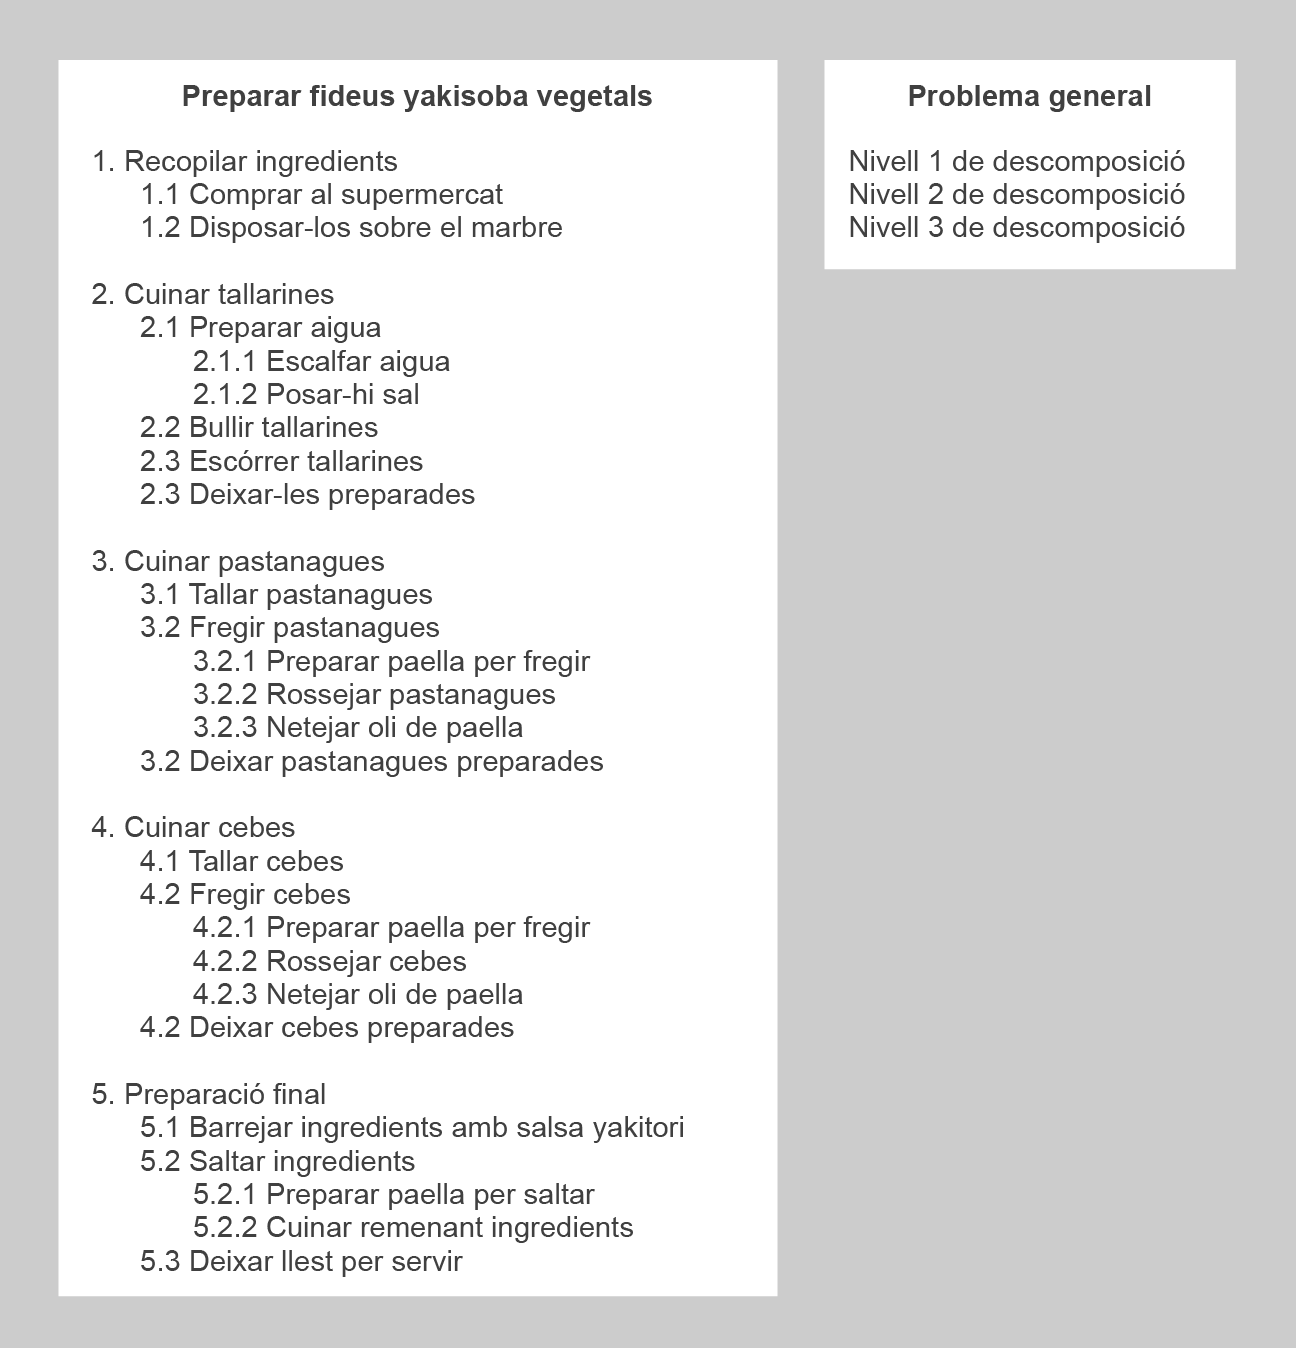 Preparar fideus yakisoba vegetals
1. Recopilar ingredients
1.1 Comprar al supermercat
1.2 Disposar-los sobre el marbre
2. Cuinar tallarines
2.1 Preparar aigua
2.1.1 Escalfar aigua
2.1.2 Posar-hi sal
2.2 Bullir tallarines
2.3 Escórrer tallarines
2.3 Deixar-les preparades
3. Cuinar pastanagues
3.1 Tallar pastanagues
3.2 Fregir pastanagues
3.2.1 Preparar paella per fregir
3.2.2 Rossejar pastanagues
3.2.3 Netejar oli de paella
3.2 Deixar pastanagues preparades
4. Cuinar cebes
4.1 Tallar cebes
4.2 Fregir cebes
4.2.1 Preparar paella per fregir
4.2.2 Rossejar cebes
4.2.3 Netejar oli de paella
4.2 Deixar cebes preparades
5. Preparació final
5.1 Barrejar ingredients amb salsa yakitori
5.2 Saltar ingredients
5.2.1 Preparar paella per saltar
5.2.2 Cuinar remenant ingredients
5.3 Deixar llest per servir
Problema general
Nivell 1 de descomposició
Nivell 2 de descomposició
Nivell 3 de descomposició